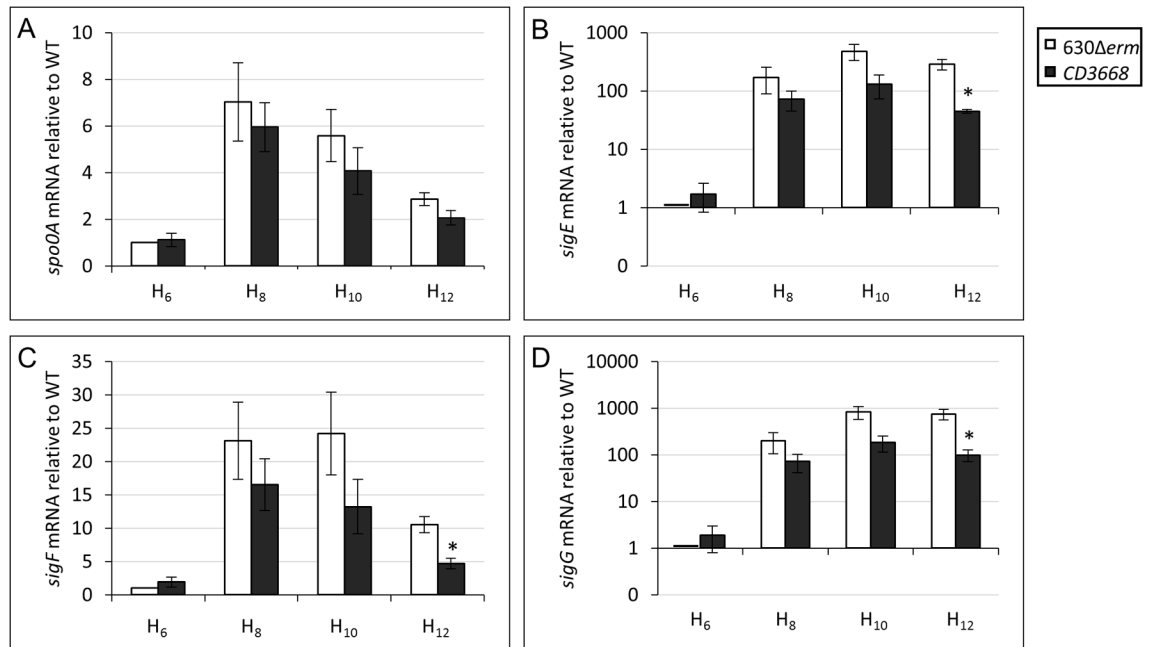 A
spo0A mRNA relative to WT
10
8
6
4
2
0
H6 H8 H10 H12
B
sigE mRNA relative to WT
1000
100
10
1
0
H6 H8 H10 H12
630Δerm
CD3668
*
C
sigF mRNA relative to WT
35
30
25
20
15
10
5
0
*
H6 H8 H10 H12
D
sigG mRNA relative to WT
10000
1000
100
10
1
0
*
H6 H8 H10 H12